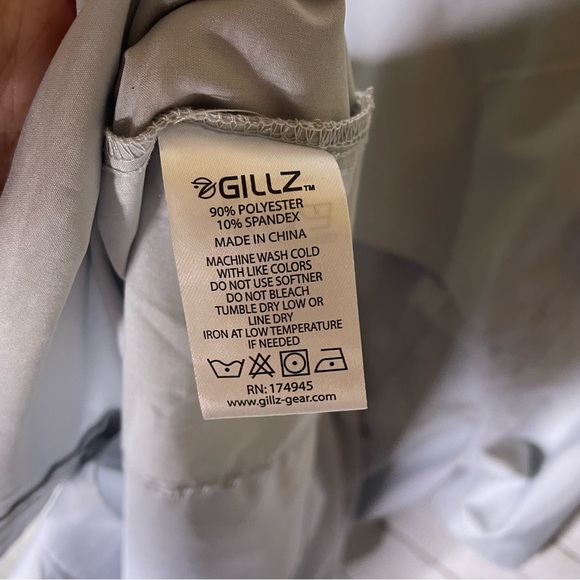 GILLZ™
90% POLYESTER
10% SPANDEX
MADE IN CHINA
MACHINE WASH COLD
WITH LIKE COLORS
DO NOT USE SOFTNER
DO NOT BLEACH
TUMBLE DRY LOW OR
LINE DRY
IRON AT LOW TEMPERATURE
IF NEEDED
RN: 174945
www.gillz-gear.com